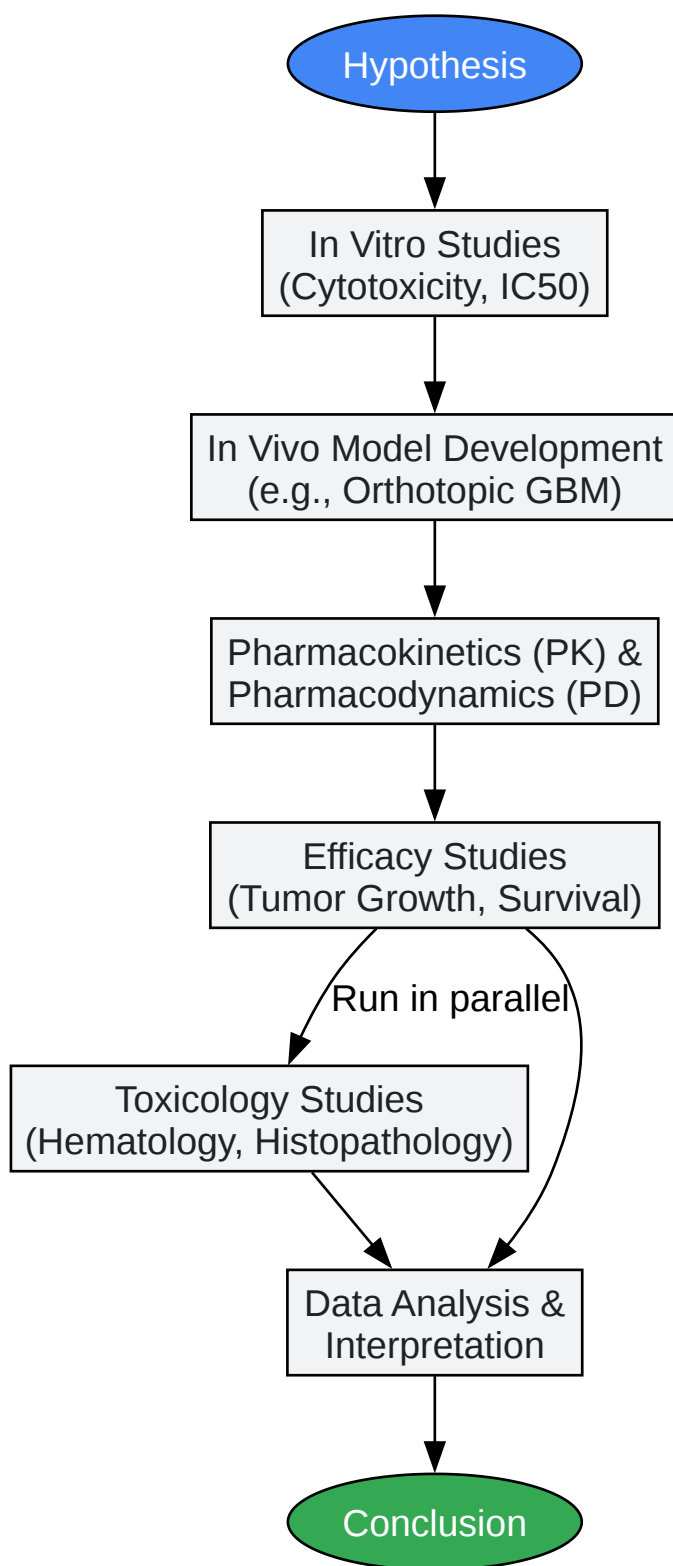 Hypothesis
In Vitro Studies
(Cytotoxicity, IC50)
In Vivo Model Development
(e.g., Orthotopic GBM)
Pharmacokinetics (PK) &
Pharmacodynamics (PD)
Efficacy Studies
(Tumor Growth, Survival)
Run in parallel
Toxicology Studies
(Hematology, Histopathology)
Data Analysis &
Interpretation
Conclusion